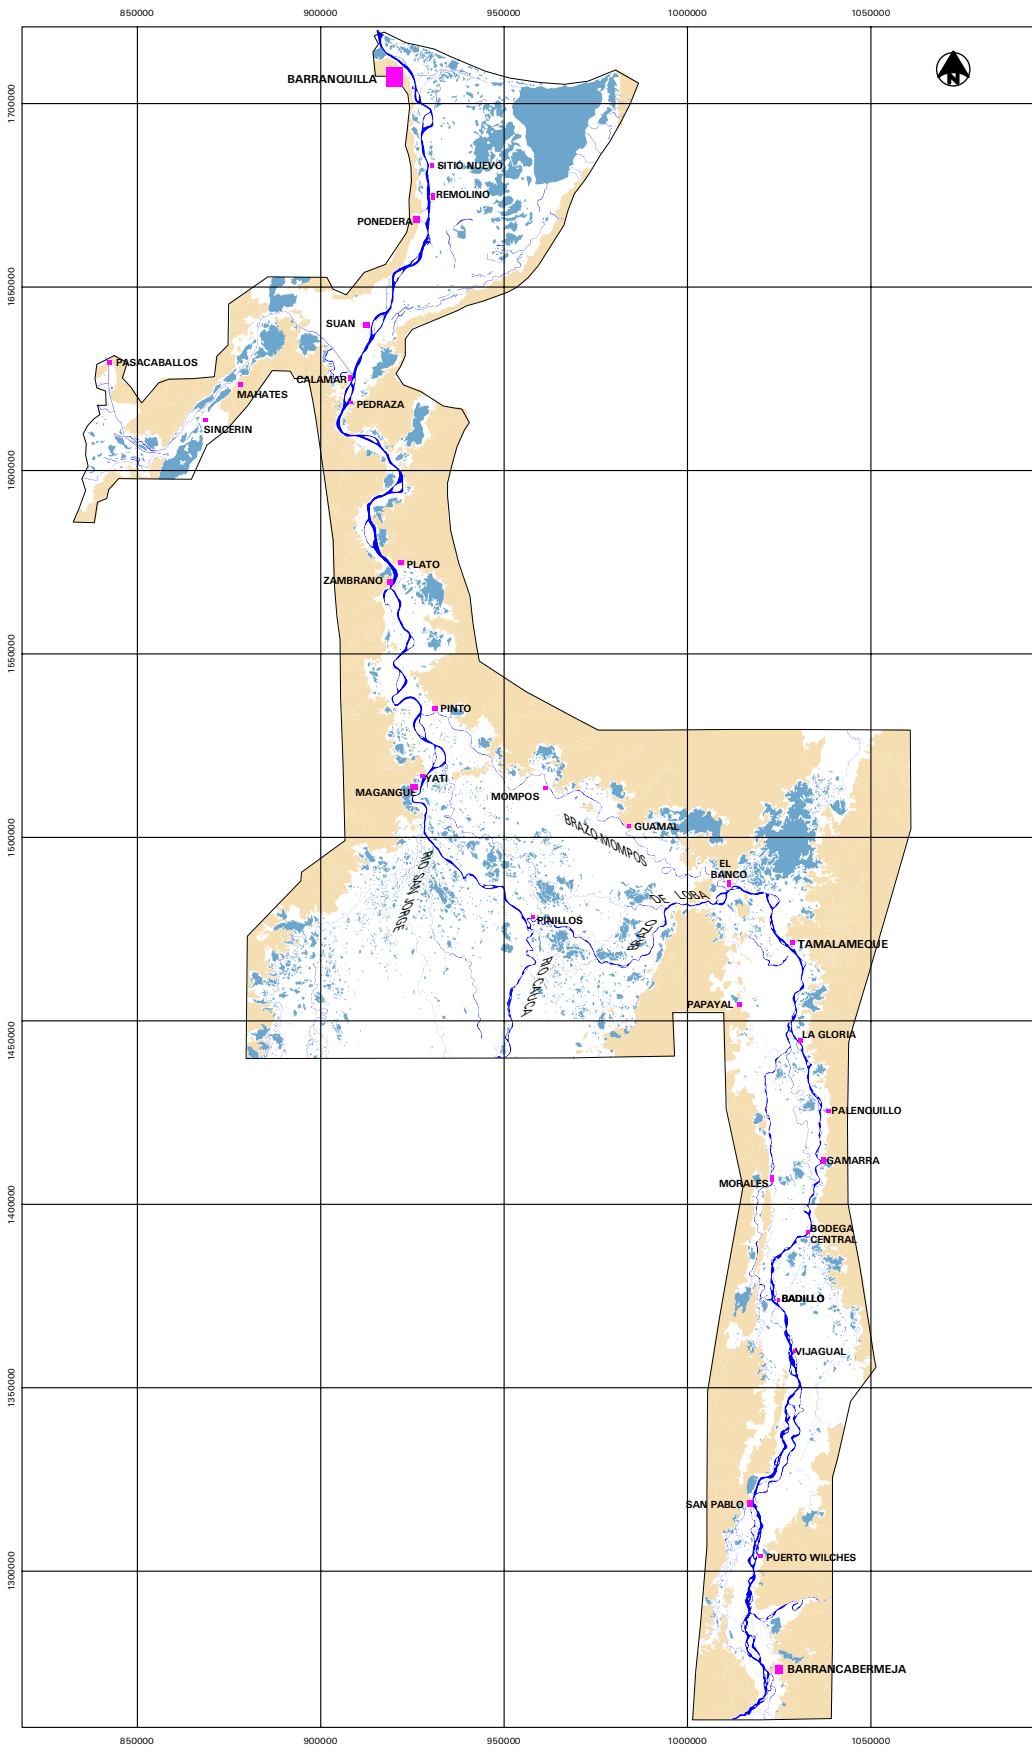 850000
900000
950000
1000000
1050000
N
BARRANQUILLA
1700000
SITIO NUEVO
REMOLINO
PONEDERA
1650000
SUAN
PASACABALLOS
CALAMAR
MAHATES
PEDRAZA
SINCERIN
1600000
PLATO
ZAMBRANO
1550000
PINTO
YATI
MAGANGUE
MOMPOS
GUAMAL
BRAZO MOMPOS
1500000
EL
BANCO
RIO SAN JORGE
DE LOBA
BRAZO
PINILLOS
TAMALAMEQUE
RIO CAUCA
PAPAYAL
1450000
LA GLORIA
PALENQUILLO
GAMARRA
MORALES
1400000
BODEGA
CENTRAL
BADILLO
VIJAGUAL
1350000
SAN PABLO
PUERTO WILCHES
1300000
BARRANCABERMEJA
850000
900000
950000
1000000
1050000